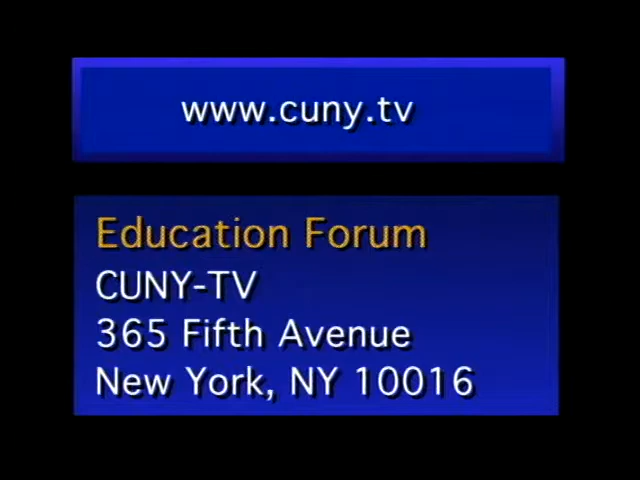 www.cuny.tv
Education Forum
CUNY-TV
365 Fifth Avenue
New York, NY 10016